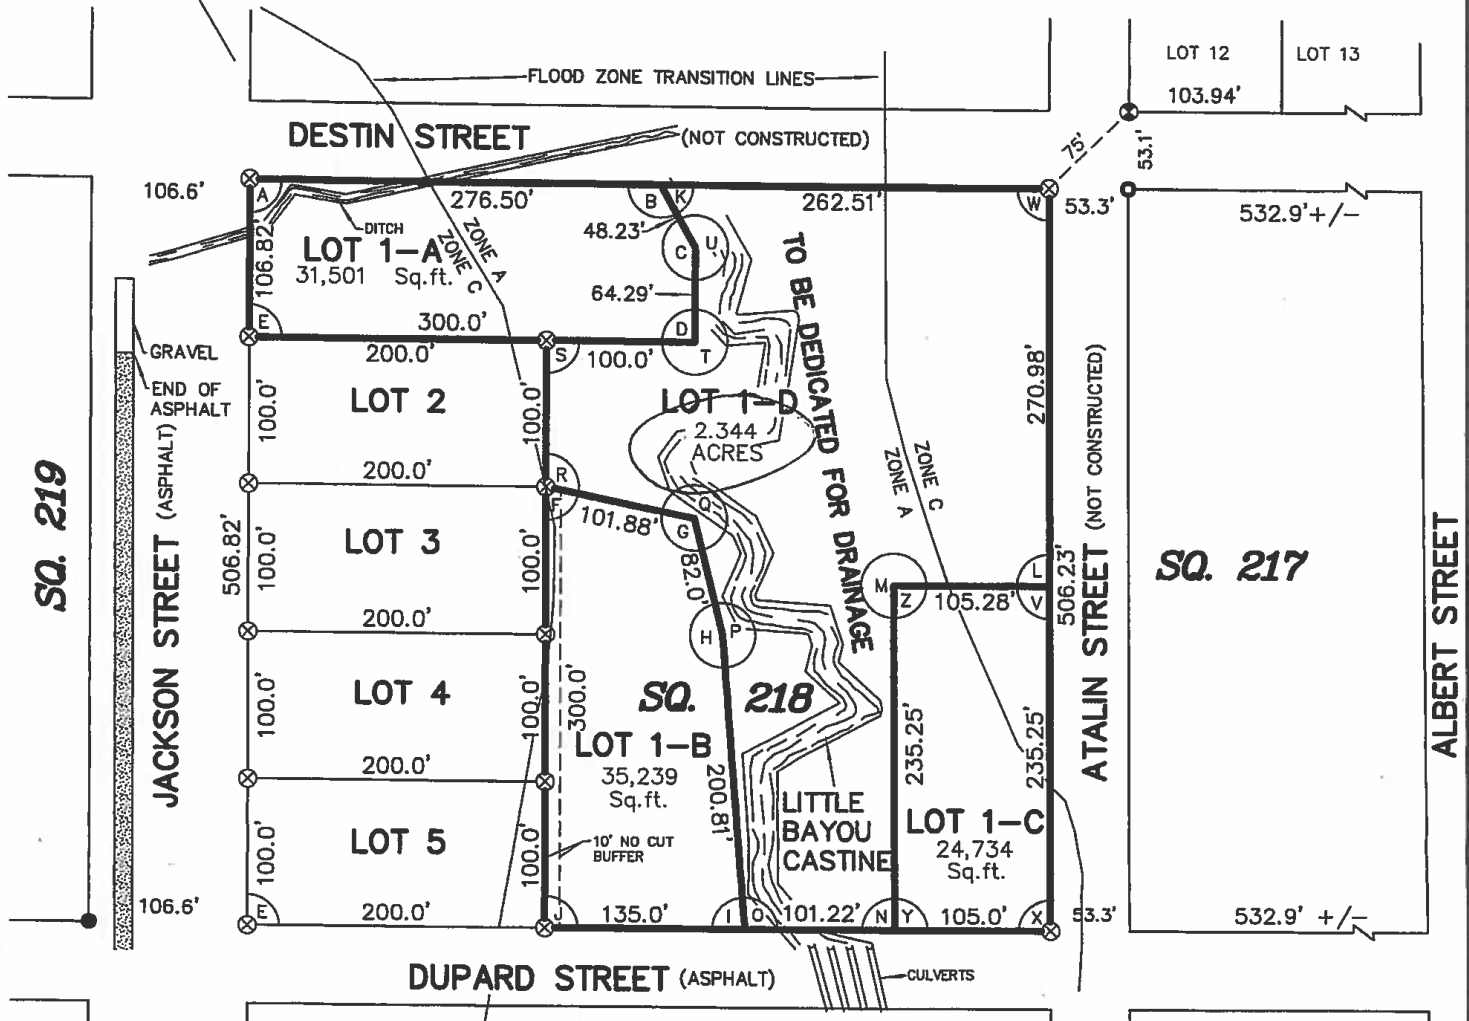 LOT 12
LOT 13
FLOOD ZONE TRANSITION LINES
103.94'
DESTIN STREET
(NOT CONSTRUCTED)
75'
53.1'
106.6'
A
276.50'
B
K
262.51'
W
53.3'
532.9'+/-
DITCH
48.23'
C
U
106.82'
LOT 1-A
31,501 Sq.ft.
ZONE A
ZONE C
64.29'
TO BE DEDICATED FOR DRAINAGE
E
300.0'
D
T
GRAVEL
200.0'
S
100.0'
END OF
ASPHALT
LOT 2
100.0'
100.0'
LOT 1-D
2.344
ACRES
270.98'
(NOT CONSTRUCTED)
ZONE C
ZONE A
200.0'
R
F
Q
G
101.88'
SQ. 219
JACKSON STREET (ASPHALT)
506.82'
LOT 3
100.0'
100.0'
82.0'
M
Z
105.28'
L
V
506.23'
SQ. 217
ALBERT STREET
200.0'
H
P
LOT 4
100.0'
100.0'
300.0'
SQ. 218
ATALIN STREET
235.25'
235.25'
LOT 1-B
35,239
Sq.ft.
200.81'
200.0'
LITTLE
BAYOU
CASTINE
LOT 1-C
24,734
Sq.ft.
LOT 5
100.0'
100.0'
10' NO CUT
BUFFER
106.6'
E
200.0'
J
135.0'
I
O
101.22'
N
Y
105.0'
X
53.3'
532.9' +/-
DUPARD STREET (ASPHALT)
CULVERTS